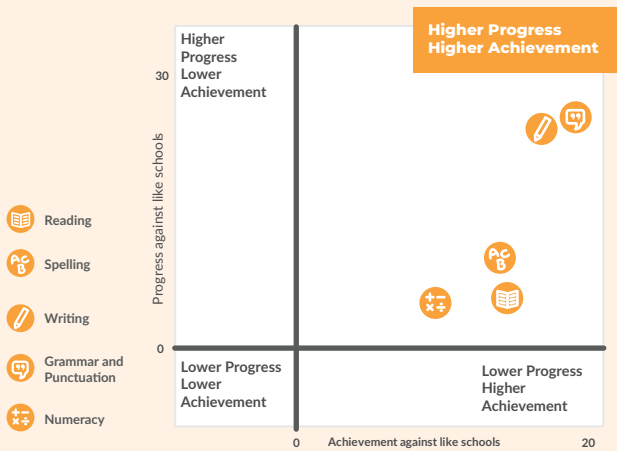 Higher Progress
Higher Achievement
Higher
Progress
Lower
Achievement
30
Progress against like schools
Reading
Spelling
Writing
Grammar and
Punctuation
Numeracy
AC
B
0
Lower Progress
Lower
Achievement
Lower Progress
Higher
Achievement
0
Achievement against like schools
20